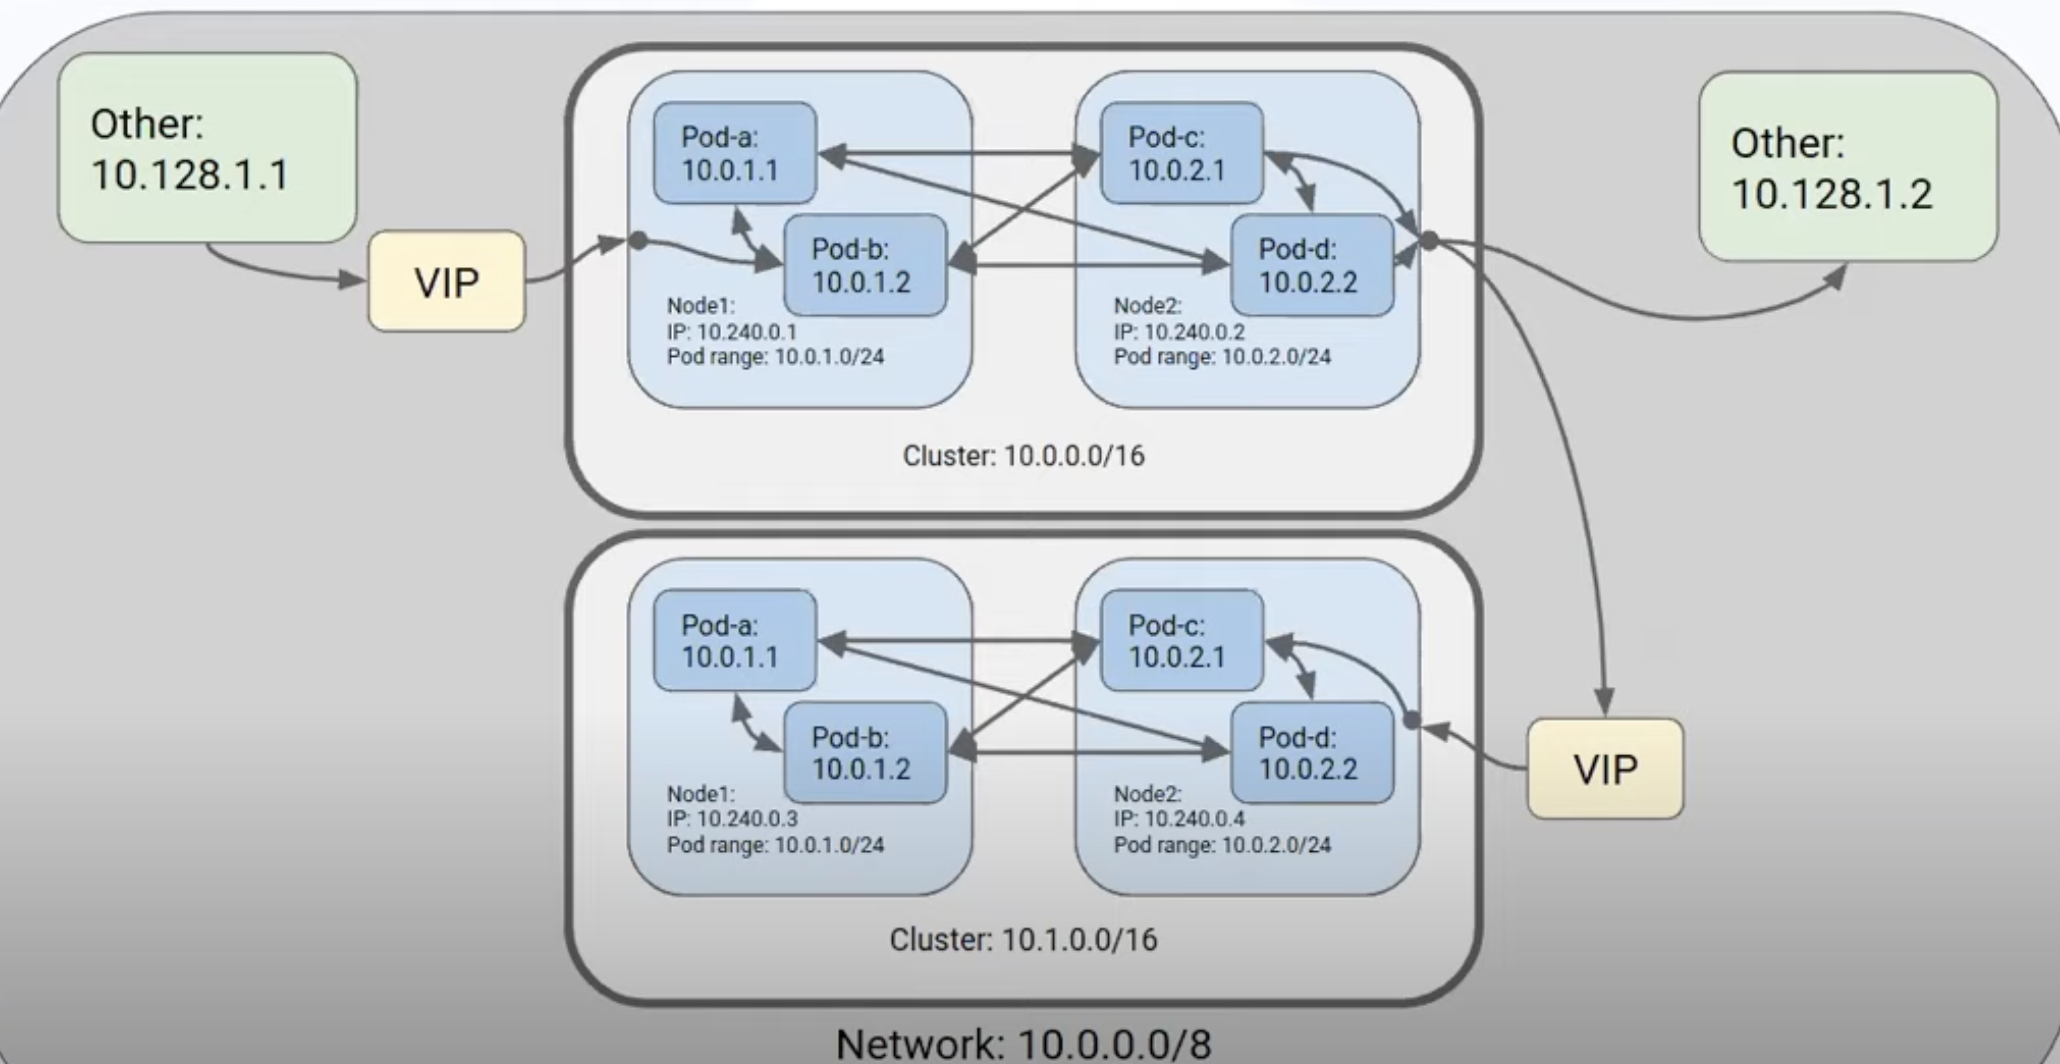 Other:
10.128.1.1
VIP
Pod-a:
10.0.1.1
Pod-b:
10.0.1.2
Node1:
IP: 10.240.0.1
Pod range: 10.0.1.0/24
Pod-c:
10.0.2.1
Pod-d:
10.0.2.2
Node2:
IP: 10.240.0.2
Pod range: 10.0.2.0/24
Cluster: 10.0.0.0/16
Other:
10.128.1.2
Pod-a:
10.0.1.1
Pod-b:
10.0.1.2
Node1:
IP: 10.240.0.3
Pod range: 10.0.1.0/24
Pod-c:
10.0.2.1
Pod-d:
10.0.2.2
Node2:
IP: 10.240.0.4
Pod range: 10.0.2.0/24
Cluster: 10.1.0.0/16
VIP
Network: 10.0.0.0/8